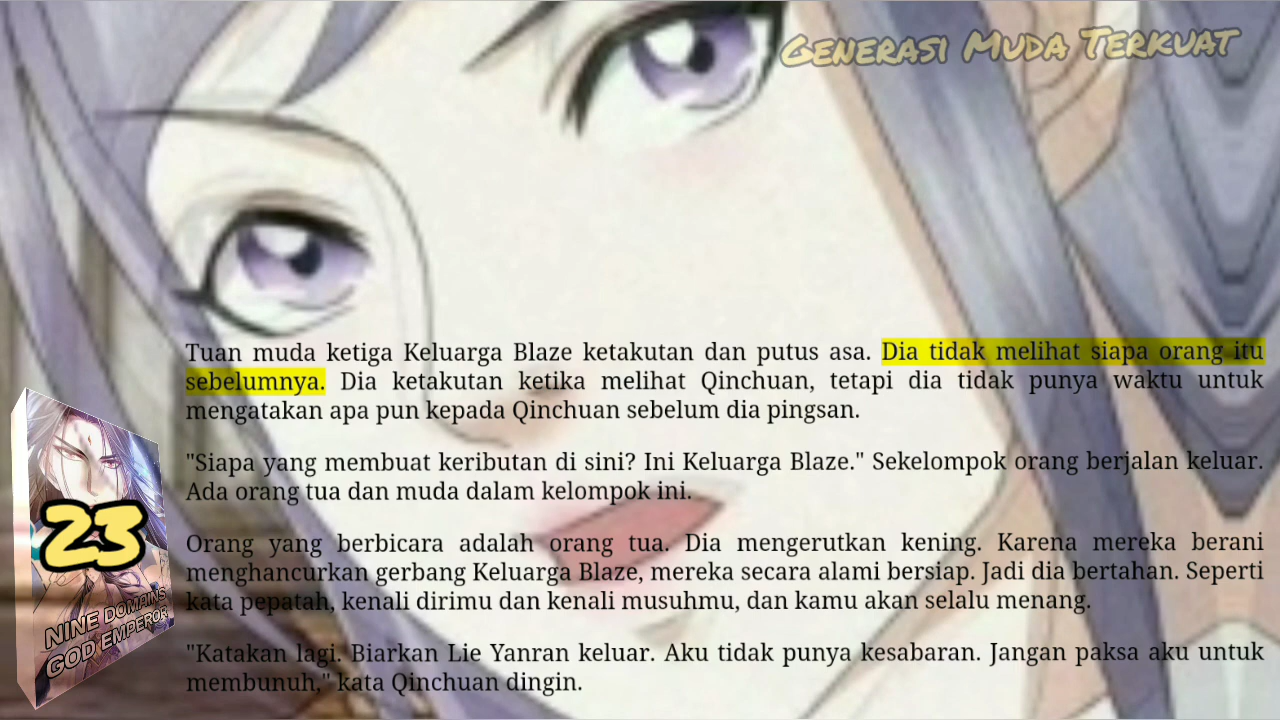 Generasi Muda Terkuat
Tuan muda ketiga Keluarga Blaze ketakutan dan putus asa. Dia tidak melihat siapa orang itu
sebelumnya. Dia ketakutan ketika melihat Qinchuan, tetapi dia tidak punya waktu untuk
mengatakan apa pun kepada Qinchuan sebelum dia pingsan.
"Siapa yang membuat keributan di sini? Ini Keluarga Blaze." Sekelompok orang berjalan keluar.
Ada orang tua dan muda dalam kelompok ini.
Orang yang berbicara adalah orang tua. Dia mengerutkan kening. Karena mereka berani
menghancurkan gerbang Keluarga Blaze, mereka secara alami bersiap. Jadi dia bertahan. Seperti
kata pepatah, kenali dirimu dan kenali musuhmu, dan kamu akan selalu menang.
"Katakan lagi. Biarkan Lie Yanran keluar. Aku tidak punya kesabaran. Jangan paksa aku untuk
membunuh," kata Qinchuan dingin.
23
NINE DOMAINS
GOD EMPEROR